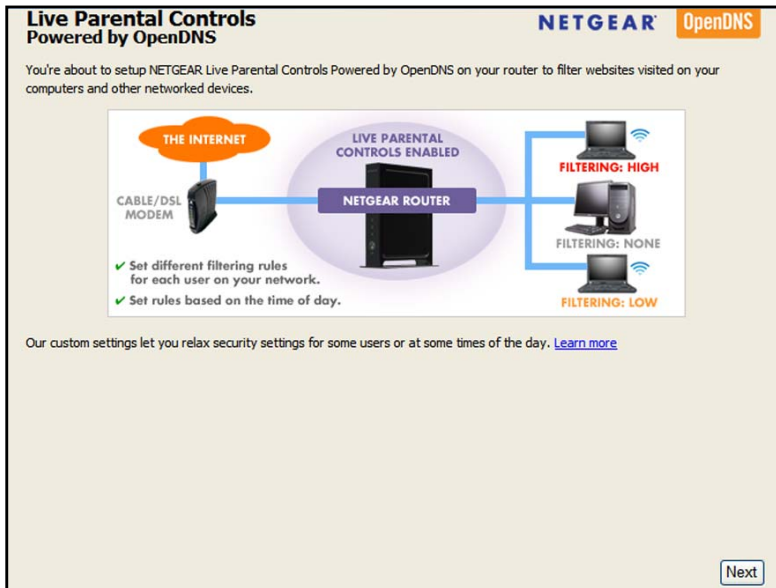 Live Parental Controls
Powered by OpenDNS
NETGEAR
OpenDNS
You're about to setup NETGEAR Live Parental Controls Powered by OpenDNS on your router to filter websites visited on your
computers and other networked devices.
THE INTERNET
CABLE/DSL
MODEM
LIVE PARENTAL
CONTROLS ENABLED
NETGEAR ROUTER
FILTERING: HIGH
FILTERING: NONE
FILTERING: LOW
✓ Set different filtering rules
for each user on your network.
✓ Set rules based on the time of day.
Our custom settings let you relax security settings for some users or at some times of the day. Learn more
Next